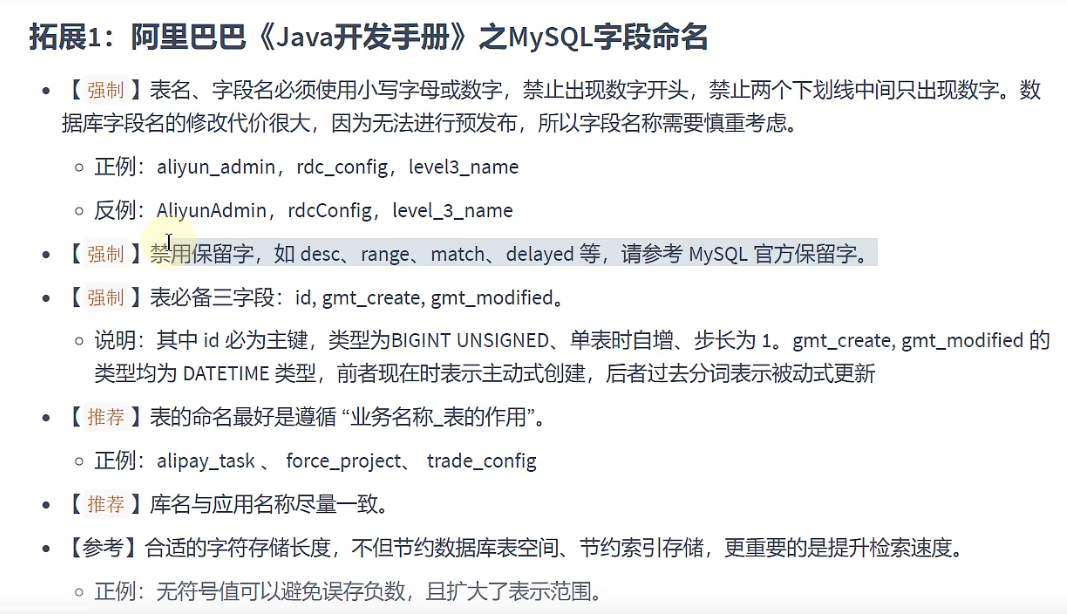 拓展1：阿里巴巴《Java开发手册》之MySQL字段命名
【 强制 】表名、字段名必须使用小写字母或数字，禁止出现数字开头，禁止两个下划线中间只出现数字。数
据库字段名的修改代价很大，因为无法进行预发布，所以字段名称需要慎重考虑。
正例：aliyun_admin，rdc_config，level3_name
反例：AliyunAdmin，rdcConfig，level_3_name
【 强制 】禁用保留字，如 desc、range、match、delayed 等，请参考 MySQL 官方保留字。
【 强制 】表必备三字段：id, gmt_create, gmt_modified。
说明：其中 id 必为主键，类型为BIGINT UNSIGNED、单表时自增、步长为 1。gmt_create, gmt_modified 的
类型均为 DATETIME 类型，前者现在时表示主动式创建，后者过去分词表示被动式更新
【 推荐 】表的命名最好是遵循 “业务名称_表的作用”。
正例：alipay_task 、 force_project、 trade_config
【 推荐 】库名与应用名称尽量一致。
【参考】合适的字符存储长度，不但节约数据库表空间、节约索引存储，更重要的是提升检索速度。
正例：无符号值可以避免误存负数，且扩大了表示范围。